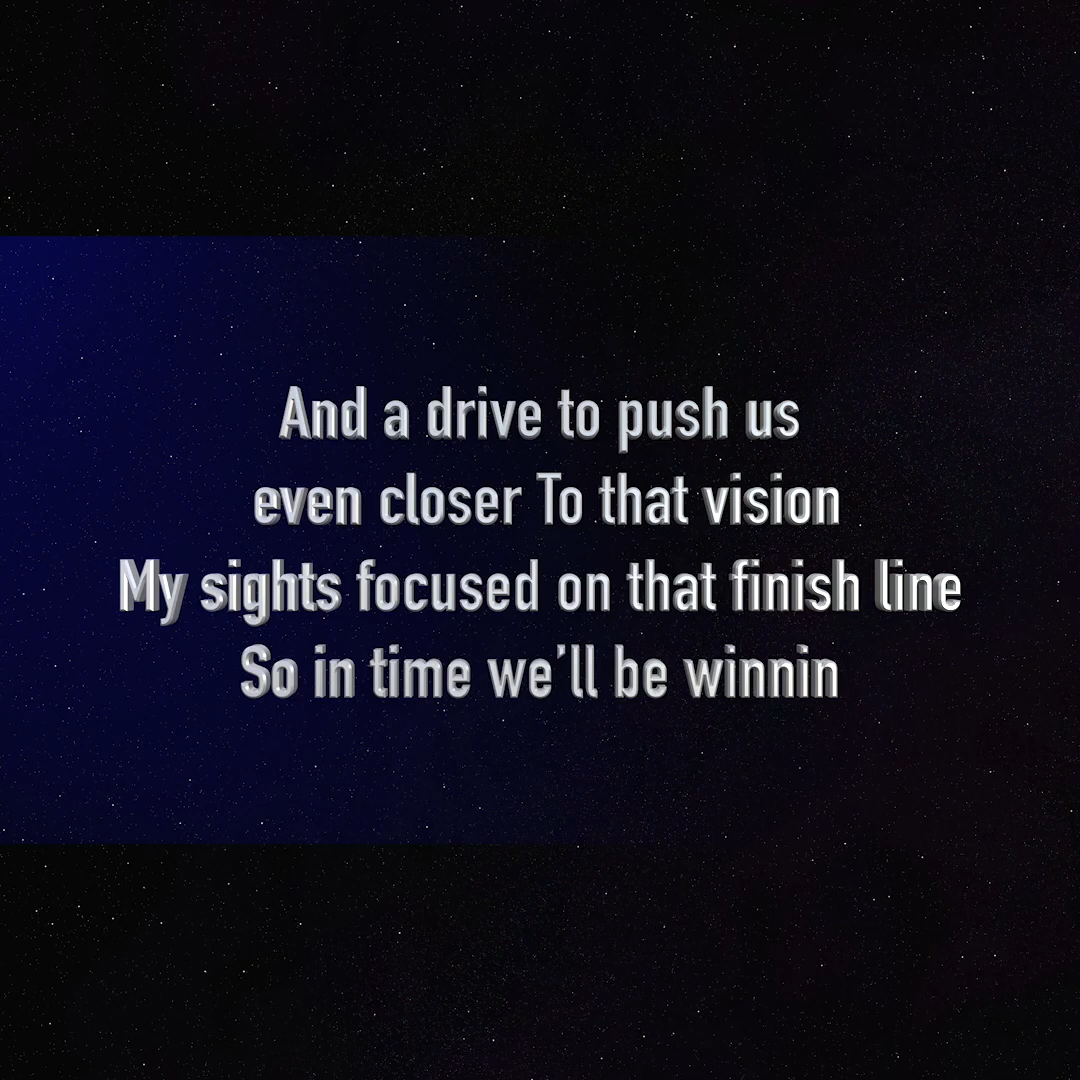 And a drive to push us
even closer To that vision
My sights focused on that finish line
So in time we'll be winnin